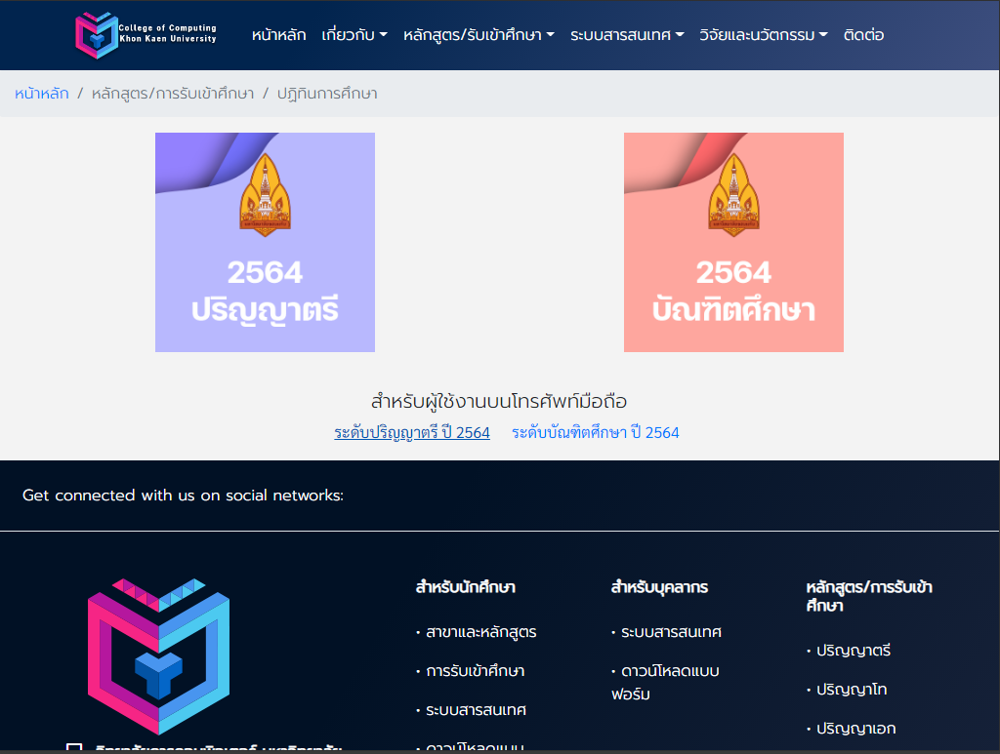 College of Computing
Khon Kaen University
หน้าหลัก เกี่ยวกับ หลักสูตร/รับเข้าศึกษา ระบบสารสนเทศ วิจัยและนวัตกรรม ติดต่อ
หน้าหลัก / หลักสูตร/การรับเข้าศึกษา / ปฏิทินการศึกษา
2564
ปริญญาตรี
2564
บัณฑิตศึกษา
สำหรับผู้ใช้งานบนโทรศัพท์มือถือ
ระดับปริญญาตรี ปี 2564 ระดับบัณฑิตศึกษา ปี 2564
Get connected with us on social networks:
สำหรับนักศึกษา
• สาขาและหลักสูตร
• การรับเข้าศึกษา
• ระบบสารสนเทศ
• ดาวน์โหลดแบบ
สำหรับบุคลากร
• ระบบสารสนเทศ
• ดาวน์โหลดแบบ
ฟอร์ม
หลักสูตร/การรับเข้า
ศึกษา
• ปริญญาตรี
• ปริญญาโท
• ปริญญาเอก